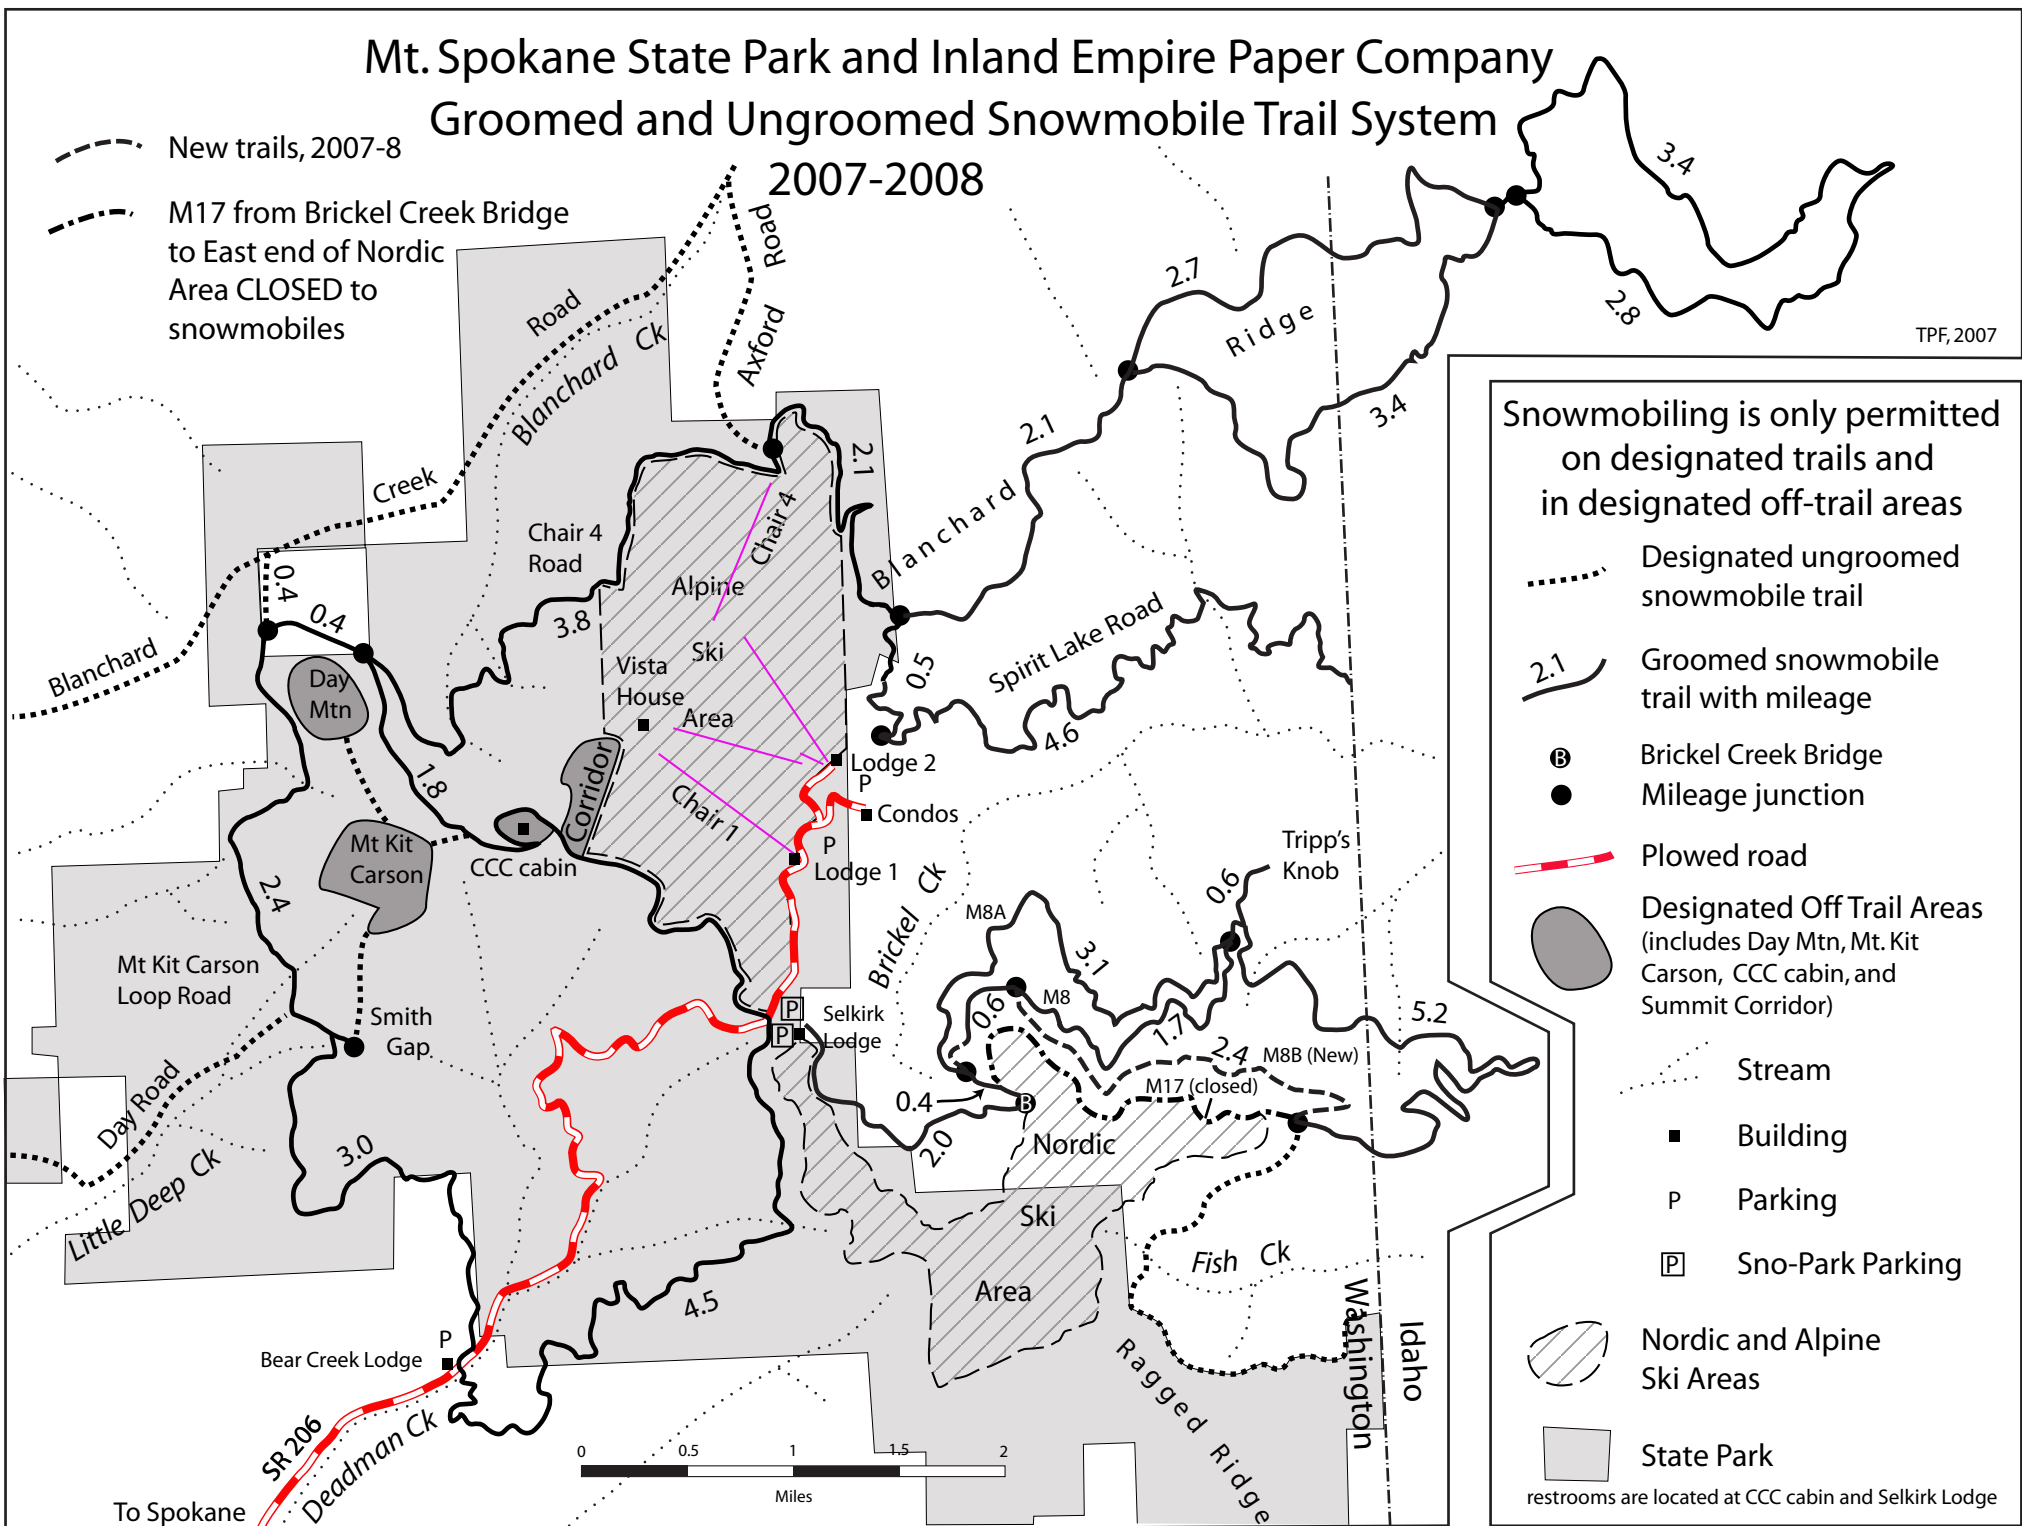 Mt. Spokane State Park and Inland Empire Paper Company
Groomed and Ungroomed Snowmobile Trail System
2007-2008
New trails, 2007-8
M17 from Brickel Creek Bridge
to East end of Nordic
Area CLOSED to
snowmobiles
TPF, 2007
3.4
2.8
2.7
Ridge
3.4
2.1
Blanchard
Road
Axford
Road
Creek
Blanchard
Blanchard Ck
2.1
Chair 4
Road
Chair 4
Alpine
Ski
Area
3.8
Vista
House
0.4
0.4
Day
Mtn
1.8
Corridor
CCC cabin
Mt Kit
Carson
Chair 1
Lodge 2
P
Condos
P
Lodge 1
0.5
Spirit Lake Road
4.6
Tripp's
Knob
0.6
Brickel Ck
M8A
3.1
M8
0.6
1.7
5.2
2.4
M8B (New)
M17 (closed)
0.4
B
2.0
2.4
Mt Kit Carson
Loop Road
Smith
Gap
P
P
Selkirk
Lodge
Day Road
Little Deep Ck
3.0
Nordic
Ski
Area
Fish Ck
4.5
P
Bear Creek Lodge
SR 206
Deadman Ck
To Spokane
Ragged Ridge
Washington
Idaho
0
0.5
1
1.5
2
Miles
Snowmobiling is only permitted
on designated trails and
in designated off-trail areas
Designated ungroomed
snowmobile trail
2.1
Groomed snowmobile
trail with mileage
B
Brickel Creek Bridge
Mileage junction
Plowed road
Designated Off Trail Areas
(includes Day Mtn, Mt. Kit
Carson, CCC cabin, and
Summit Corridor)
Stream
Building
P
Parking
P
Sno-Park Parking
Nordic and Alpine
Ski Areas
State Park
restrooms are located at CCC cabin and Selkirk Lodge